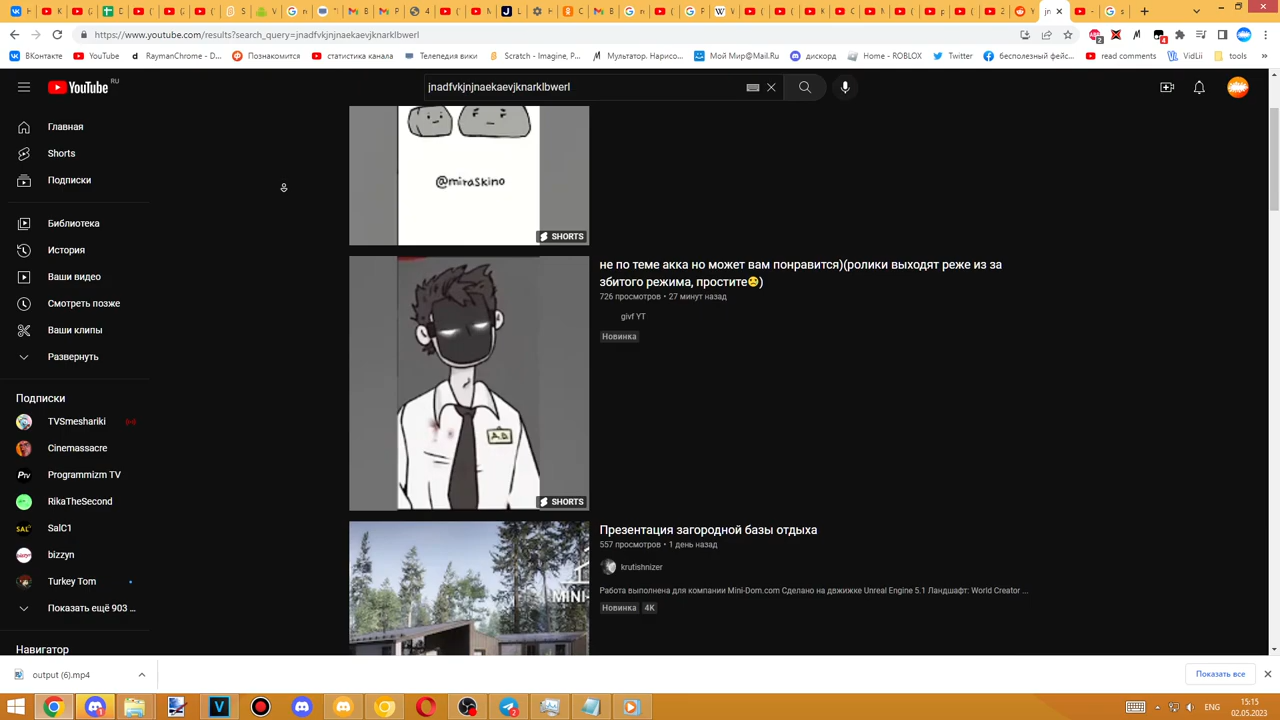 https://www.youtube.com/results?search_query=jnadfvkjnjnaekaevjknarklbwerl
ВКонтакте
YouTube
RaymanChrome - D...
Познакомится
статистика канала
Телепедия вики
Scratch - Imagine, P...
Мультатор. Нарисо...
Мой Мир@Mail.Ru
дискорд
Home - ROBLOX
Twitter
бесполезный фейс...
read comments
VidLii
tools
»
YouTube RU
jnadfvkjnjnaekaevjknarklbwerl
Главная
Shorts
Подписки
Библиотека
История
Ваши видео
Смотреть позже
Ваши клипы
Развернуть
Подписки
TVSmeshariki
Cinemassacre
Programmizm TV
RikaTheSecond
SalC1
bizzyn
Turkey Tom
Показать ещё 903 ...
Навигатор
@miraskino
SHORTS
A.D
SHORTS
не по теме акка но может вам понравится)(ролики выходят реже из за
збитого режима, простите😢)
726 просмотров • 27 минут назад
givf YT
Новинка
MINI-
Презентация загородной базы отдыха
557 просмотров • 1 день назад
krutishnizer
Работа выполнена для компании Mini-Dom.com Сделано на двжижке Unreal Engine 5.1 Ландшафт: World Creator ...
Новинка 4K
output (6).mp4
Показать все
ENG
15:15
02.05.2023